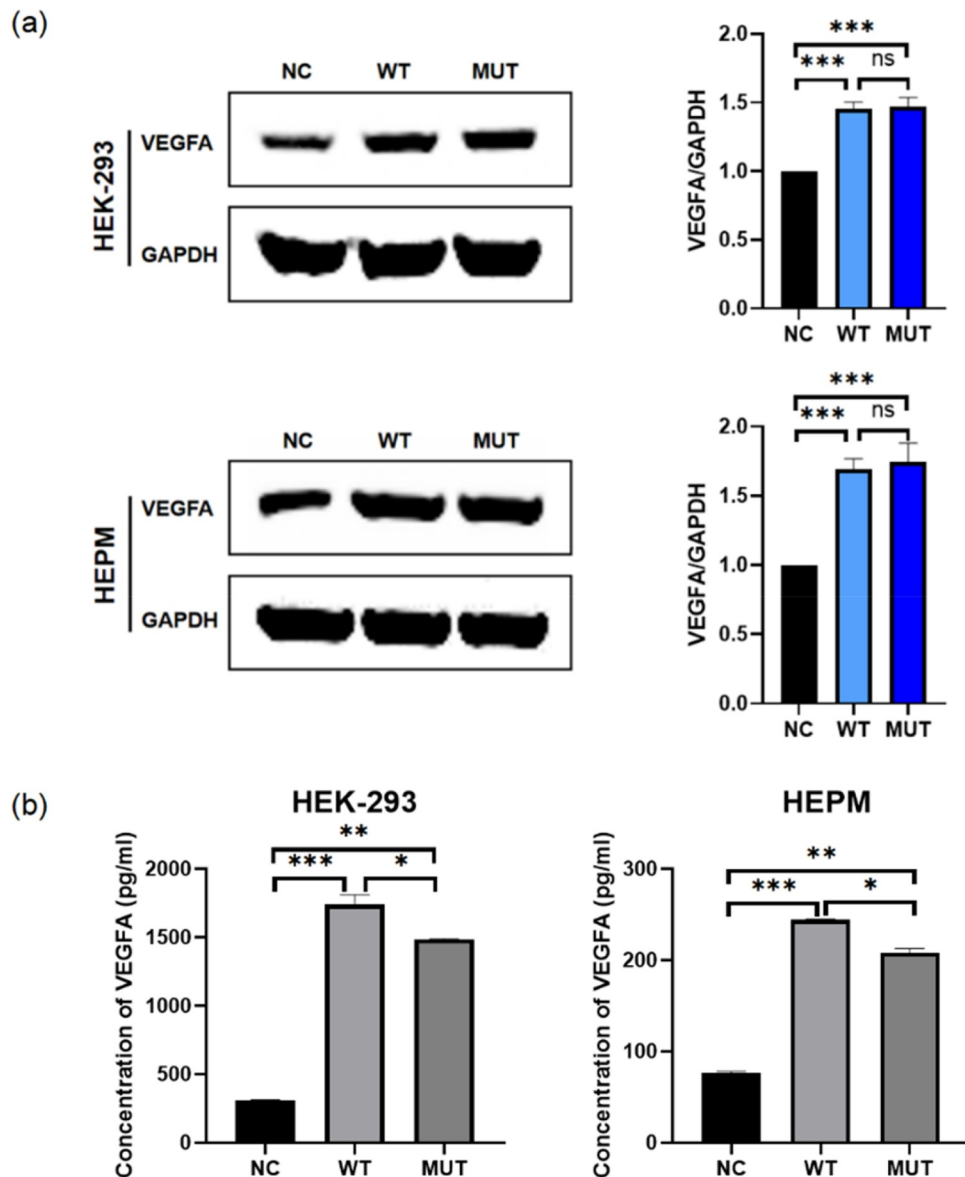 (a)
NC WT MUT
HEK-293
VEGFA
GAPDH
VEGFA/GAPDH
2.0
1.5
1.0
0.5
0.0
***
*** ns
NC WT MUT
NC WT MUT
HEPM
VEGFA
GAPDH
VEGFA/GAPDH
2.0
1.5
1.0
0.5
0.0
***
*** ns
NC WT MUT
(b)
HEK-293
Concentration of VEGFA (pg/ml)
2000
1500
1000
500
0
**
*** *
NC WT MUT
HEPM
Concentration of VEGFA (pg/ml)
300
200
100
0
**
*** *
NC WT MUT